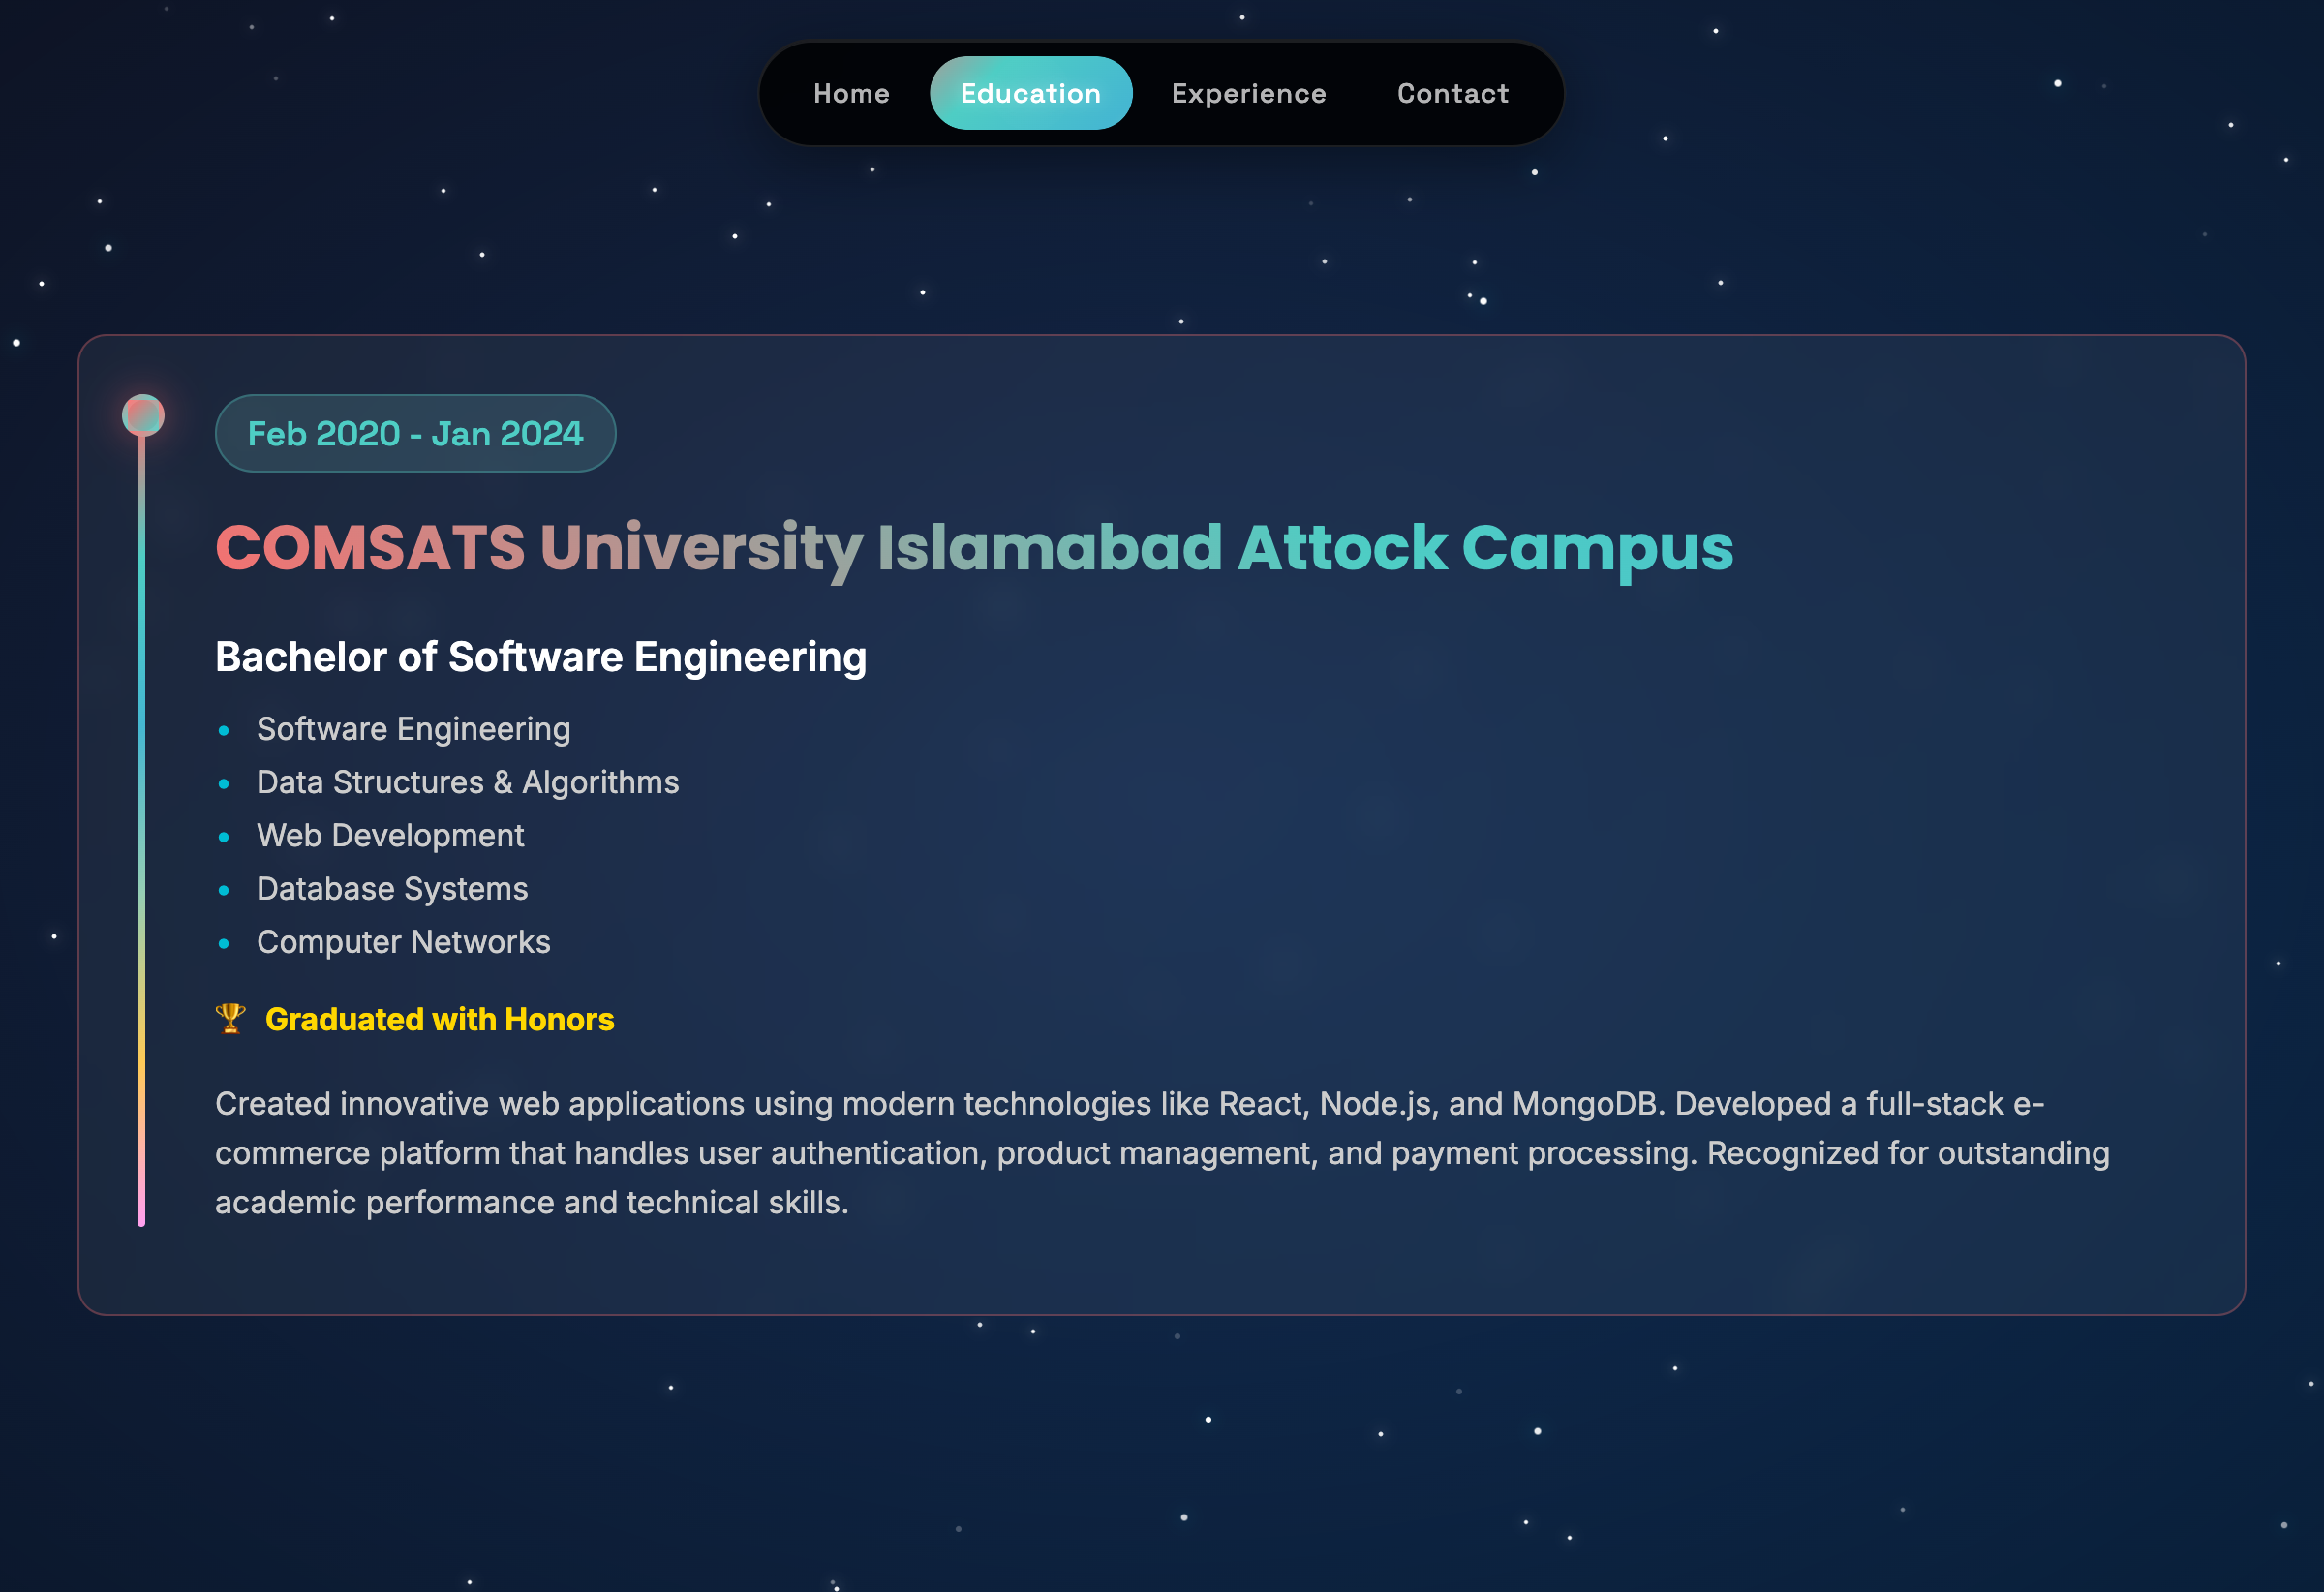 Home Education Experience Contact
Feb 2020 - Jan 2024
COMSATS University Islamabad Attock Campus
Bachelor of Software Engineering
• Software Engineering
• Data Structures & Algorithms
• Web Development
• Database Systems
• Computer Networks
🏆 Graduated with Honors
Created innovative web applications using modern technologies like React, Node.js, and MongoDB. Developed a full-stack e-
commerce platform that handles user authentication, product management, and payment processing. Recognized for outstanding
academic performance and technical skills.